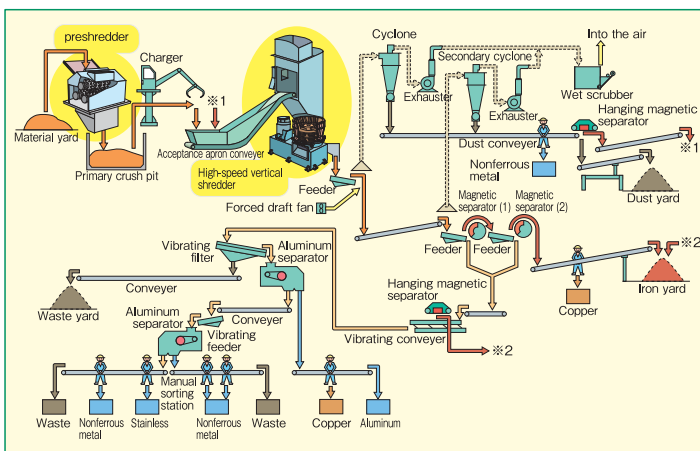 preshredder
Charger
※1
Material yard
Primary crush pit
Acceptance apron conveyer
High-speed vertical
shredder
Feeder
Forced draft fan
Cyclone
Exhauster
Secondary cyclone
Exhauster
Into the air
Wet scrubber
Hanging magnetic
separator
※1
Dust conveyer
Nonferrous
metal
Dust yard
Magnetic
separator (1)
Magnetic
separator (2)
Feeder
Feeder
※2
Copper
Iron yard
Vibrating
filter
Aluminum
separator
Conveyer
Waste yard
Hanging magnetic
separator
Vibrating conveyer
※2
Aluminum
separator
Conveyer
Vibrating
feeder
Manual
sorting
station
Waste
Nonferrous
metal
Stainless
Nonferrous
metal
Waste
Copper
Aluminum